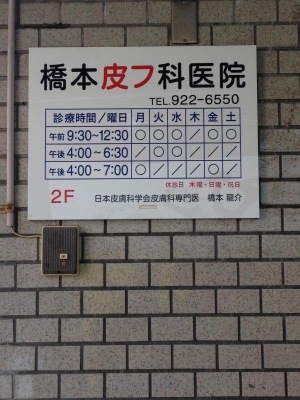 橋本皮フ科医院
TEL.922-6550
診療時間／曜日 月 火 水 木 金 土
午前 9:30~12:30 ○ ○ ○ ／ ○ ○
午後 4:00~6:30 ／ ○ ○ ／ ／ ／
午後 4:00~7:00 ○ ／ ／ ／ ○ ／
休診日 木曜・日曜・祝日
2F 日本皮膚科学会皮膚科専門医 橋本 龍介